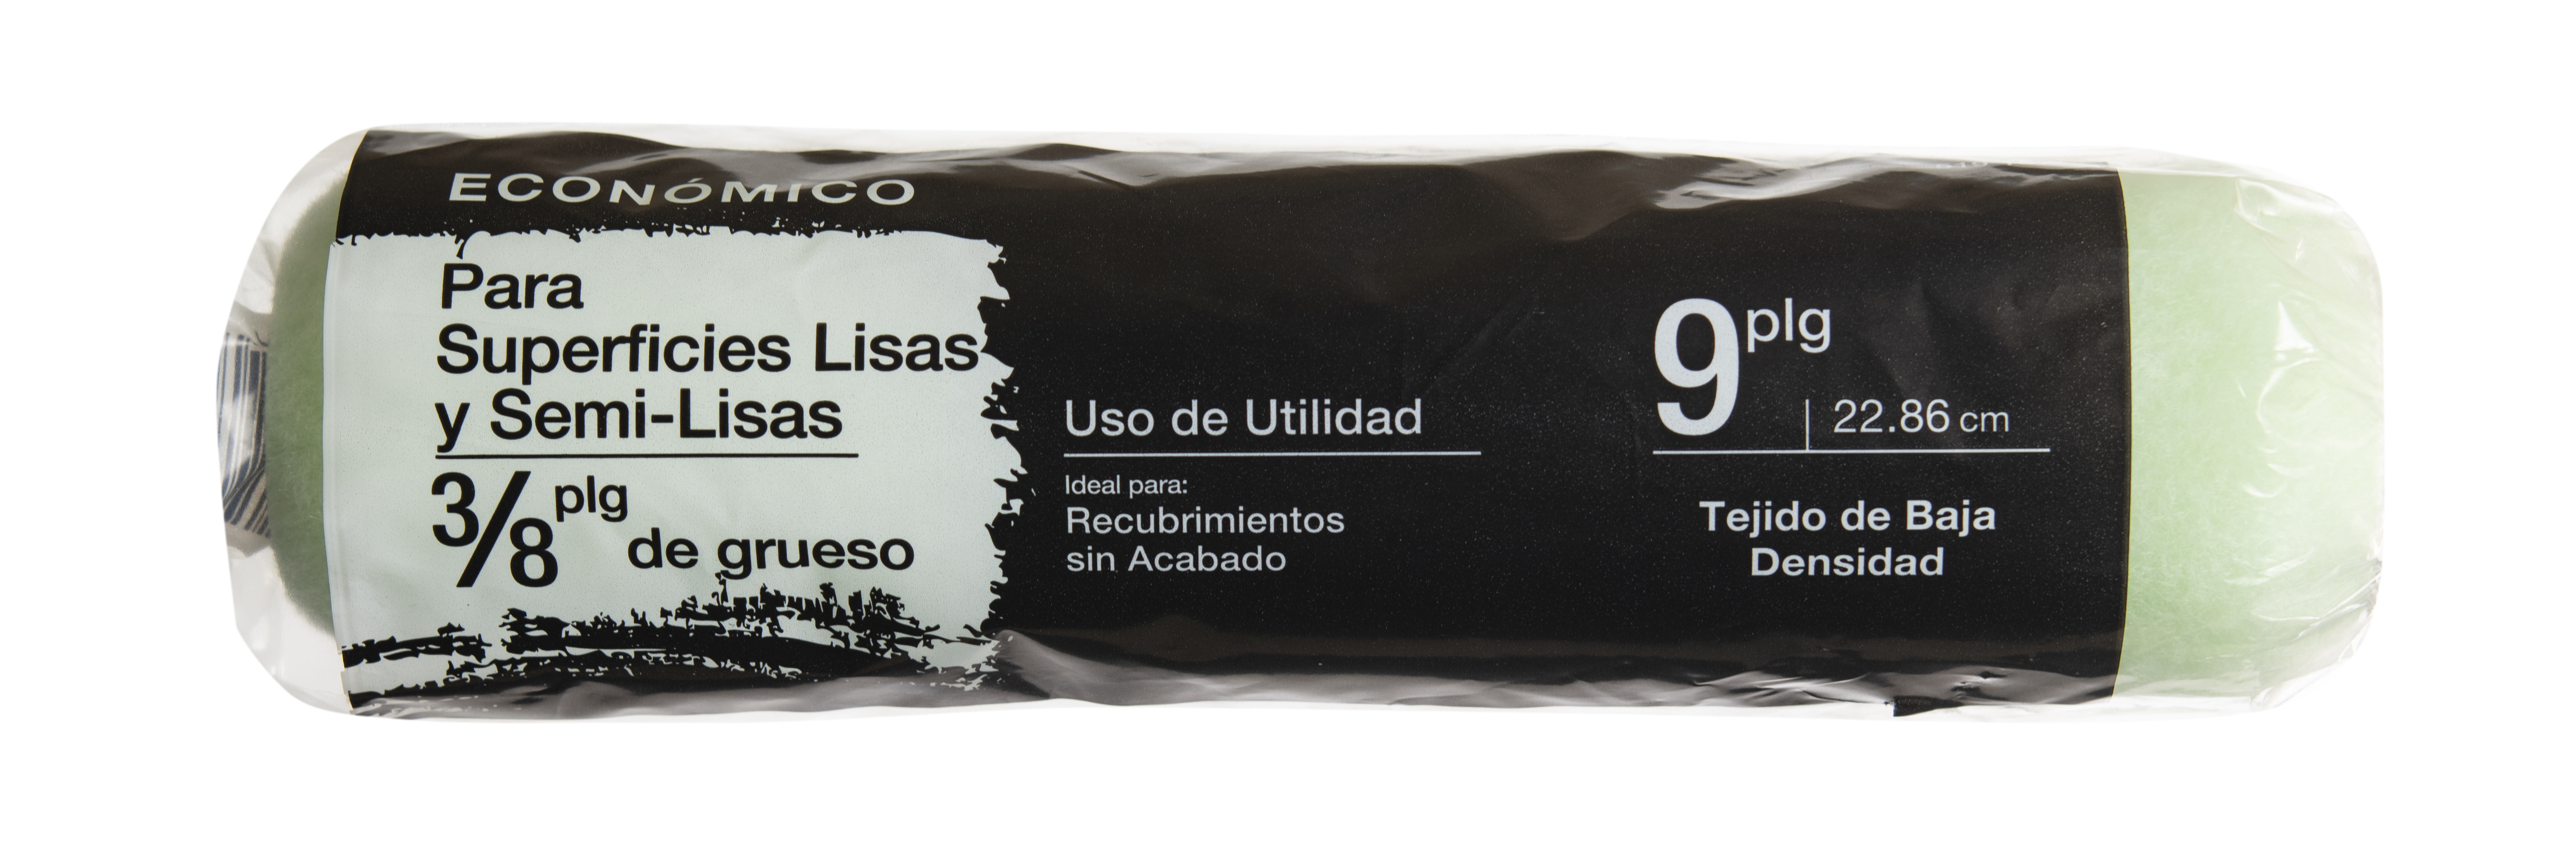 ECONÓMICO
Para
Superficies Lisas
y Semi-Lisas
3/8 plg
de grueso
Uso de Utilidad
Ideal para:
Recubrimientos
sin Acabado
9 plg
22.86 cm
Tejido de Baja
Densidad